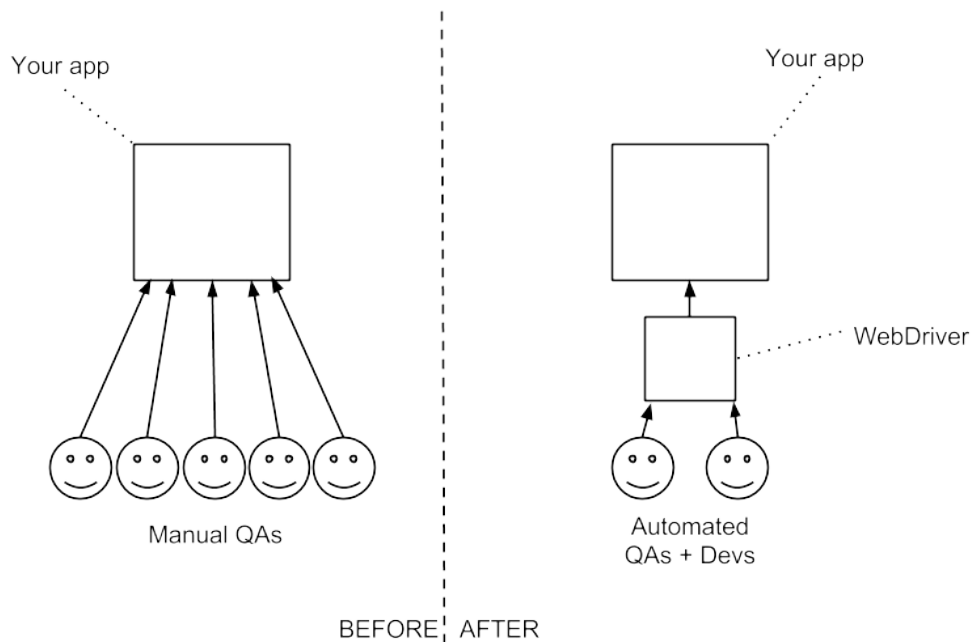 Your app
Manual QAs
BEFORE
Your app
WebDriver
Automated
QAs + Devs
AFTER